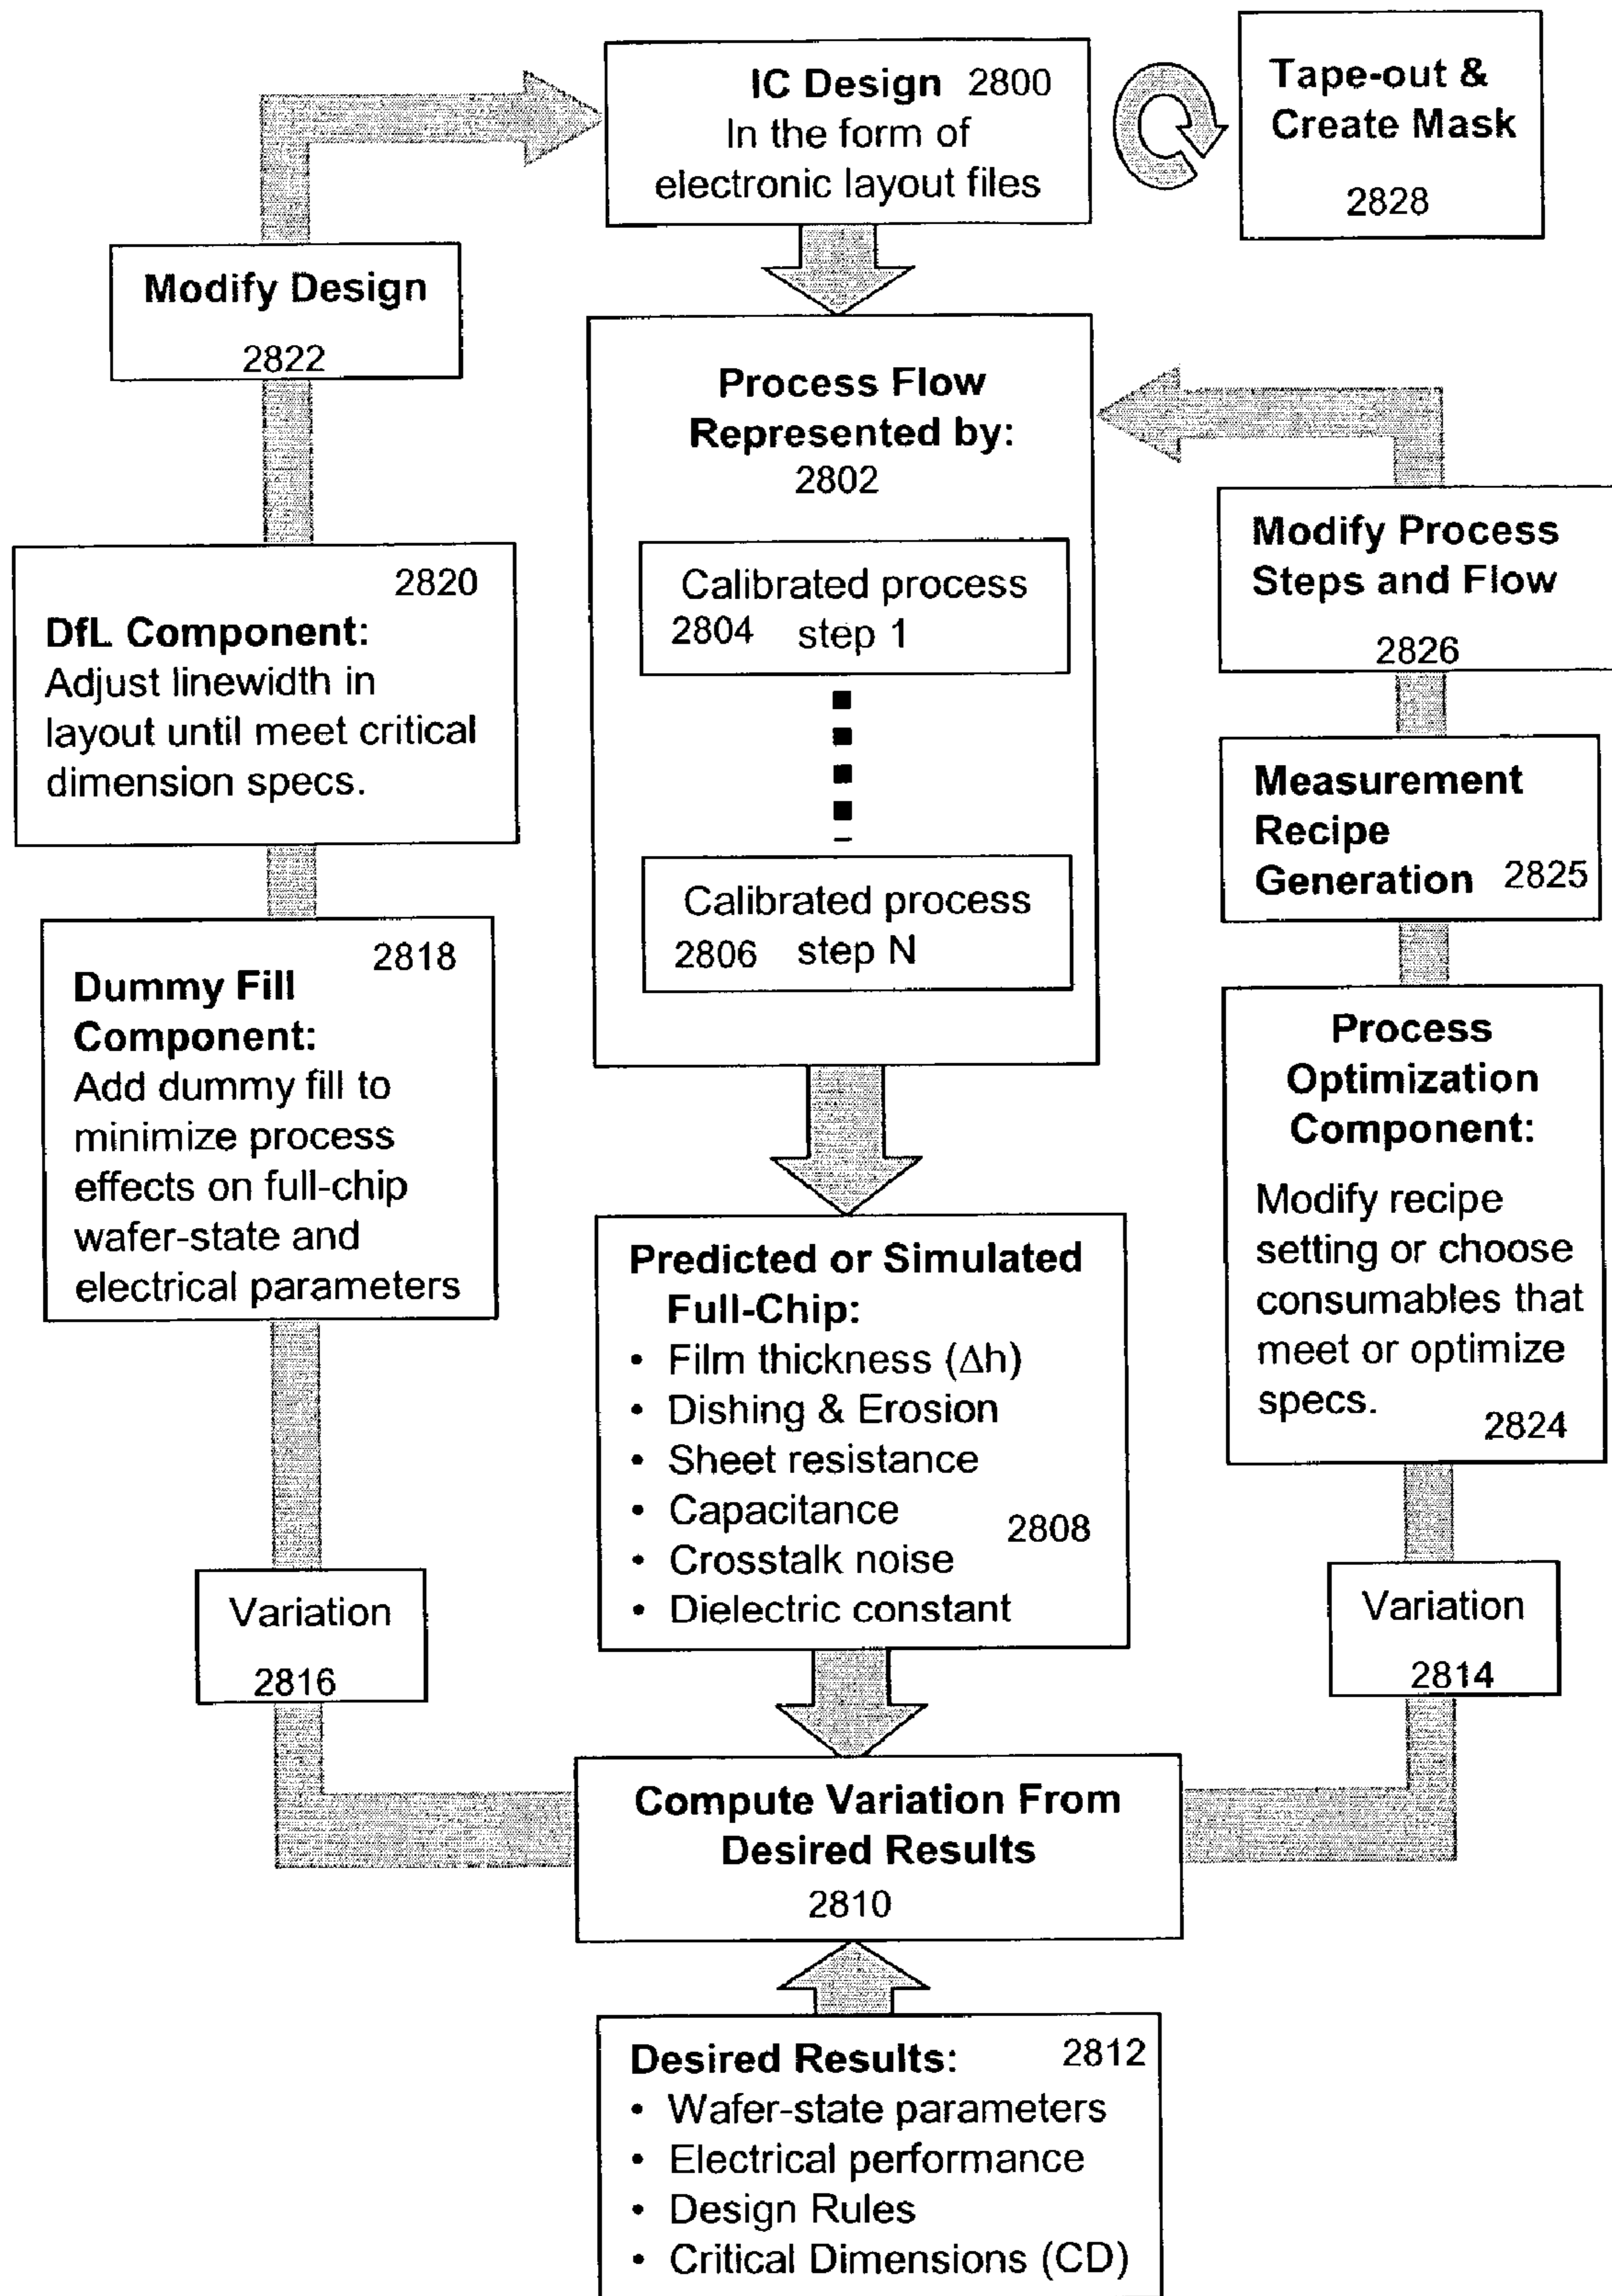 IC Design 2800
In the form of
electronic layout files
Tape-out &
Create Mask
2828
Modify Design
2822
Process Flow
Represented by:
2802
Calibrated process
2804 step 1
Calibrated process
2806 step N
Modify Process
Steps and Flow
2826
2820
DfL Component:
Adjust linewidth in
layout until meet critical
dimension specs.
Measurement
Recipe
Generation 2825
2818
Dummy Fill
Component:
Add dummy fill to
minimize process
effects on full-chip
wafer-state and
electrical parameters
Process
Optimization
Component:
Modify recipe
setting or choose
consumables that
meet or optimize
specs.
2824
Predicted or Simulated
Full-Chip:
• Film thickness (Δh)
• Dishing & Erosion
• Sheet resistance
• Capacitance
2808
• Crosstalk noise
• Dielectric constant
Variation
2816
Variation
2814
Compute Variation From
Desired Results
2810
Desired Results: 2812
• Wafer-state parameters
• Electrical performance
• Design Rules
• Critical Dimensions (CD)